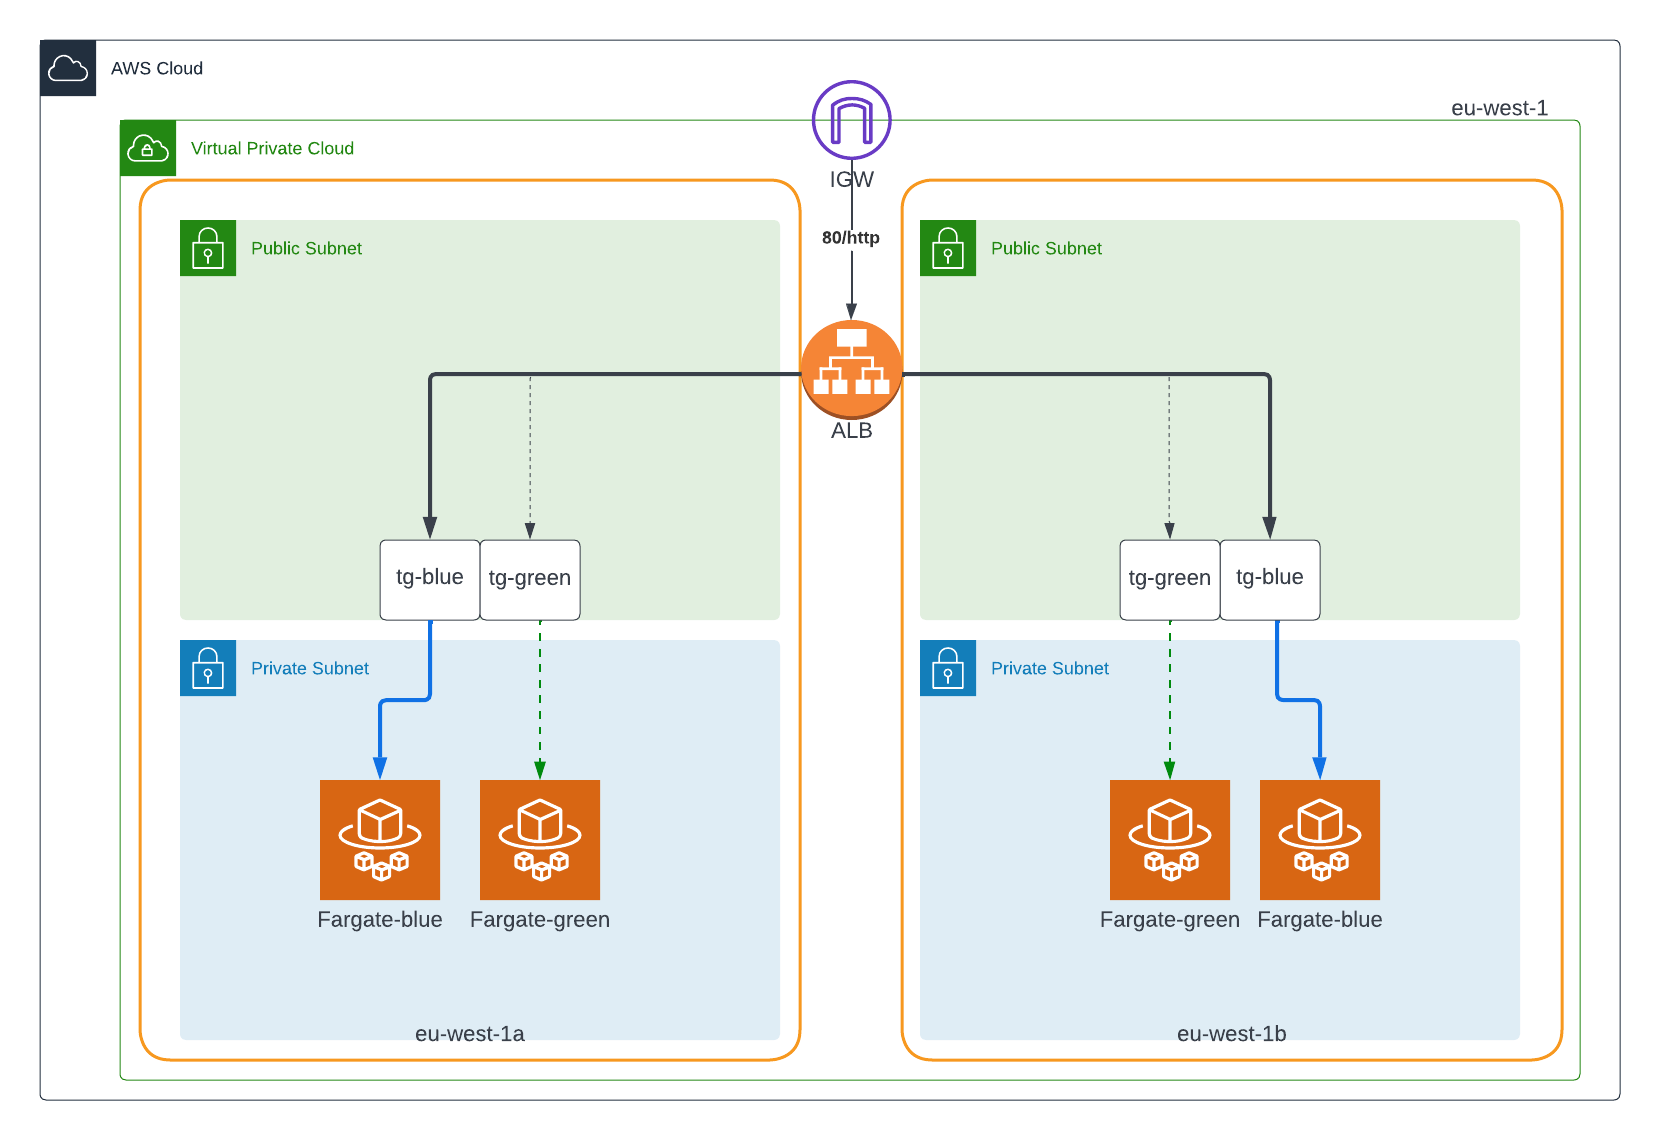 AWS Cloud
eu-west-1
Virtual Private Cloud
IGW
80/http
Public Subnet
Public Subnet
ALB
tg-blue
tg-green
tg-green
tg-blue
Private Subnet
Private Subnet
Fargate-blue
Fargate-green
Fargate-green
Fargate-blue
eu-west-1a
eu-west-1b